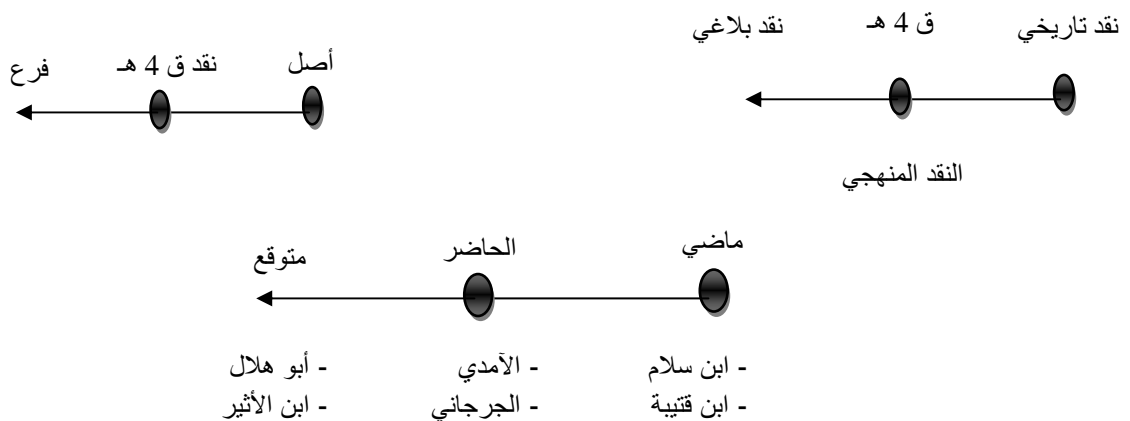 نقد تاريخي ق 4 هـ نقد بلاغي
النقد المنهجي
أصل نقد ق 4 هـ فرع
ماضي الحاضر متوقع
- ابن سلام - الآمدي - أبو هلال
- ابن قتيبة - الجرجاني - ابن الأثير